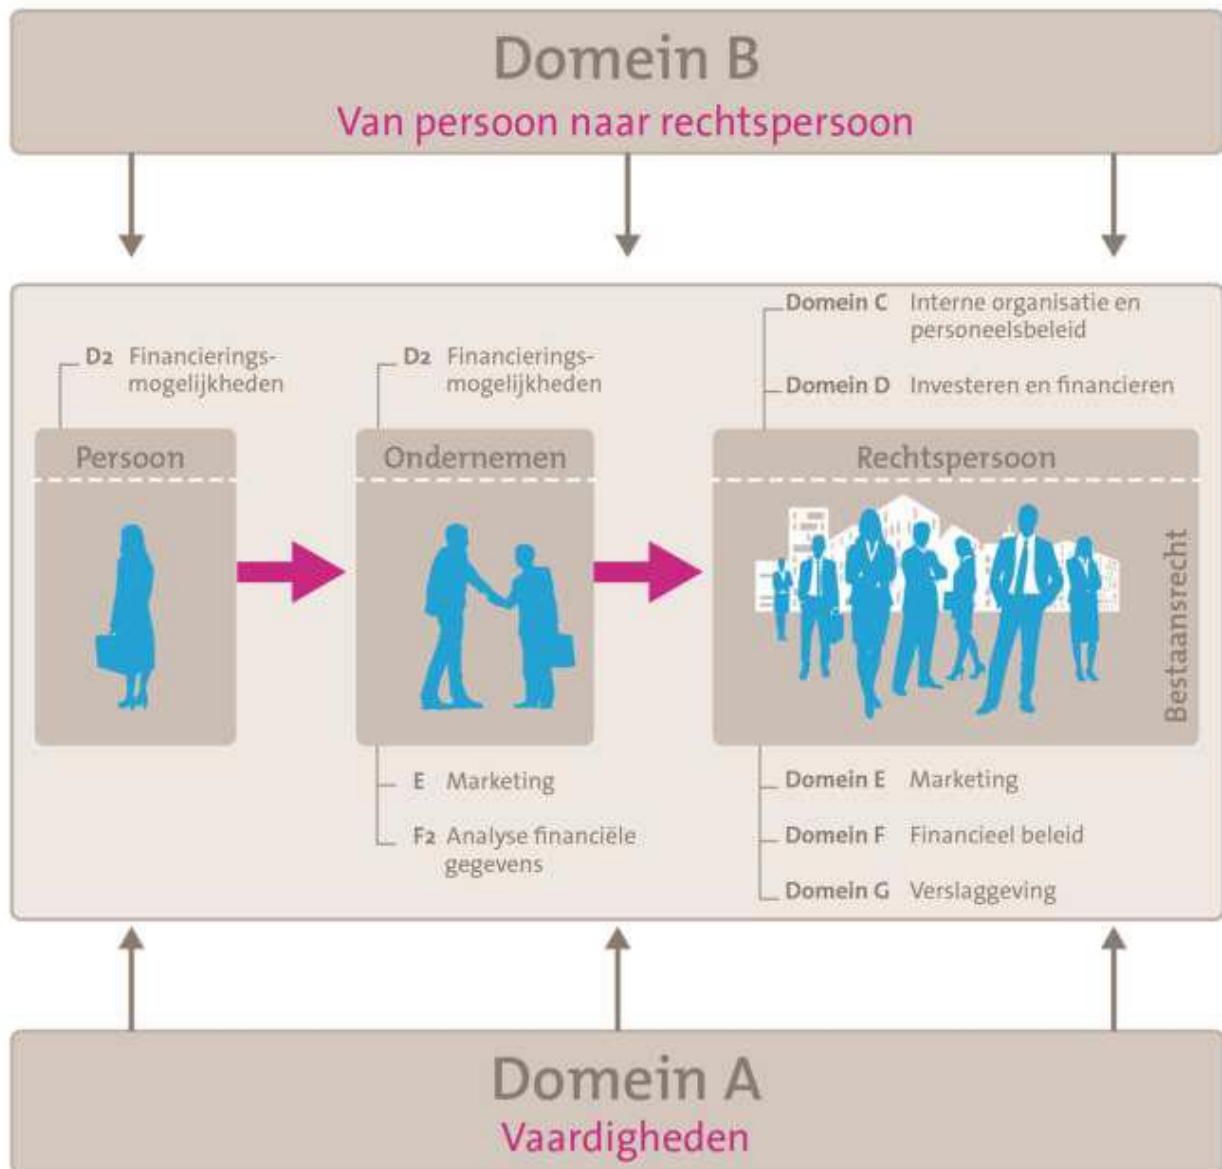 Domein B
Van persoon naar rechtspersoon
D2 Financierings-
mogelijkheden
Persoon
D2 Financierings-
mogelijkheden
Ondernemen
E Marketing
F2 Analyse financiële
gegevens
Domein C Interne organisatie en
personeelsbeleid
Domein D Investeren en financieren
Rechtspersoon
Bestaansrecht
Domein E Marketing
Domein F Financieel beleid
Domein G Verslaggeving
Domein A
Vaardigheden